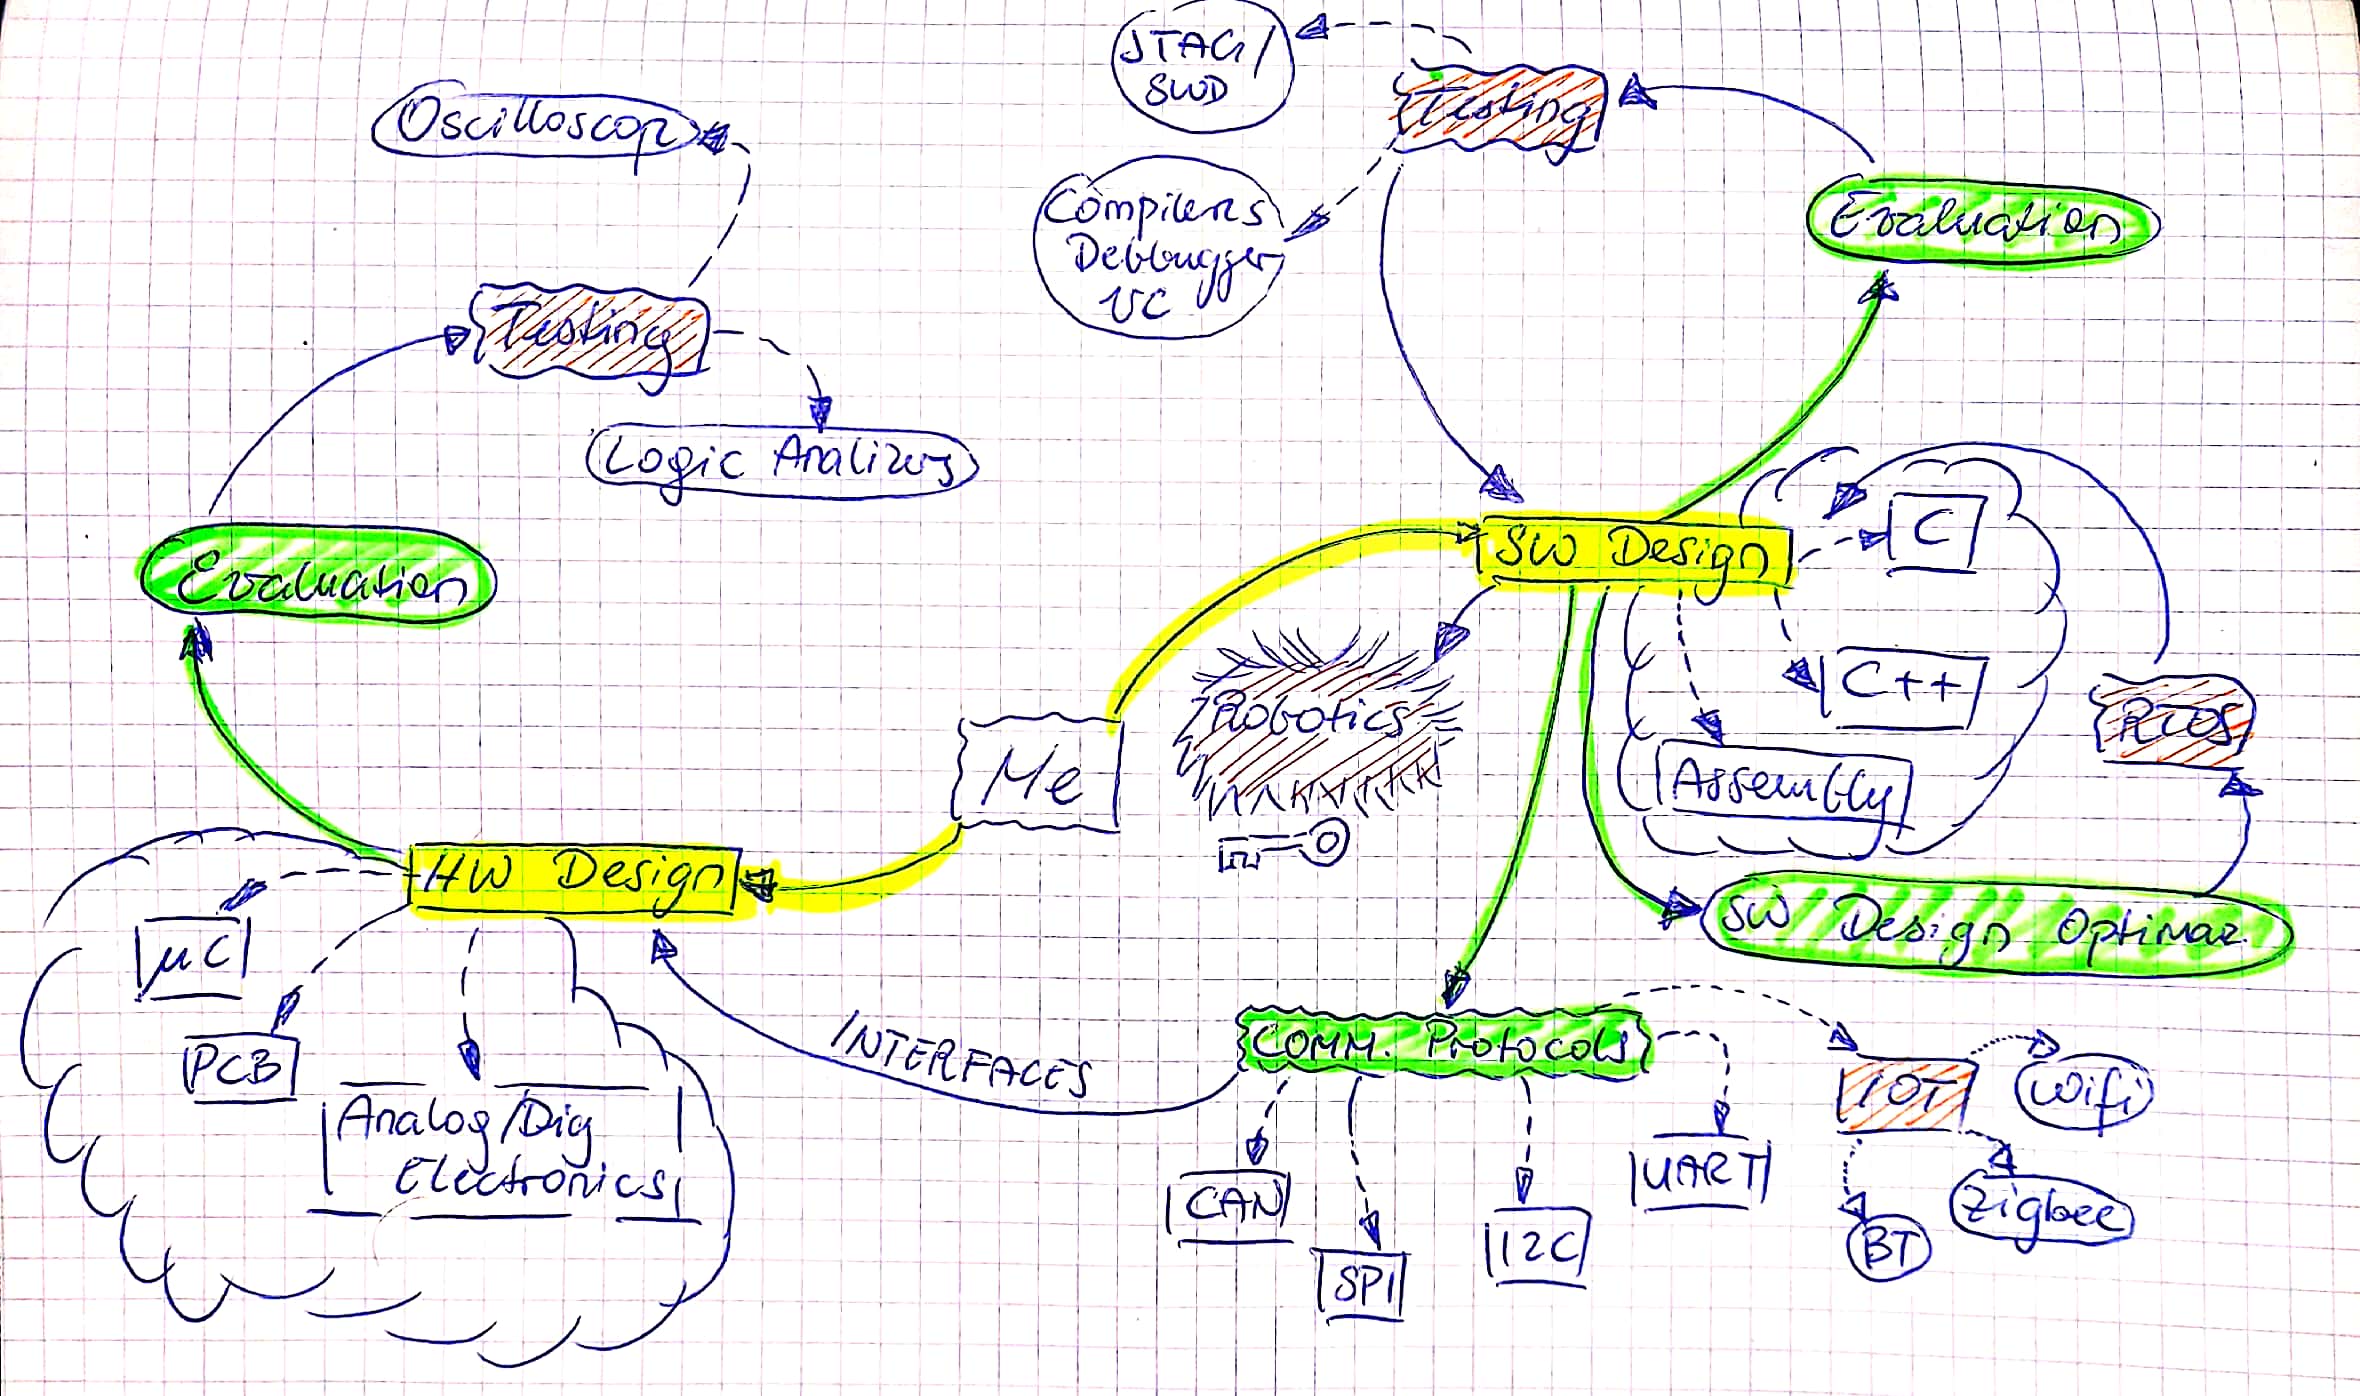 JTAG/
SWD
Testing
Oscilloscop
Compilers
Debbugger
VC
Evaluation
Testing
Logic Analizers
SW Design
C
Evaluation
C++
RTOS
Robotics
Me
Assembly
HW Design
SW Design Optimaz.
µC
PCB
INTERFACES
COMM. Protocols
Analog/Dig
Electronics
IOT
Wifi
CAN
UART
Zigbee
I2C
BT
SPI